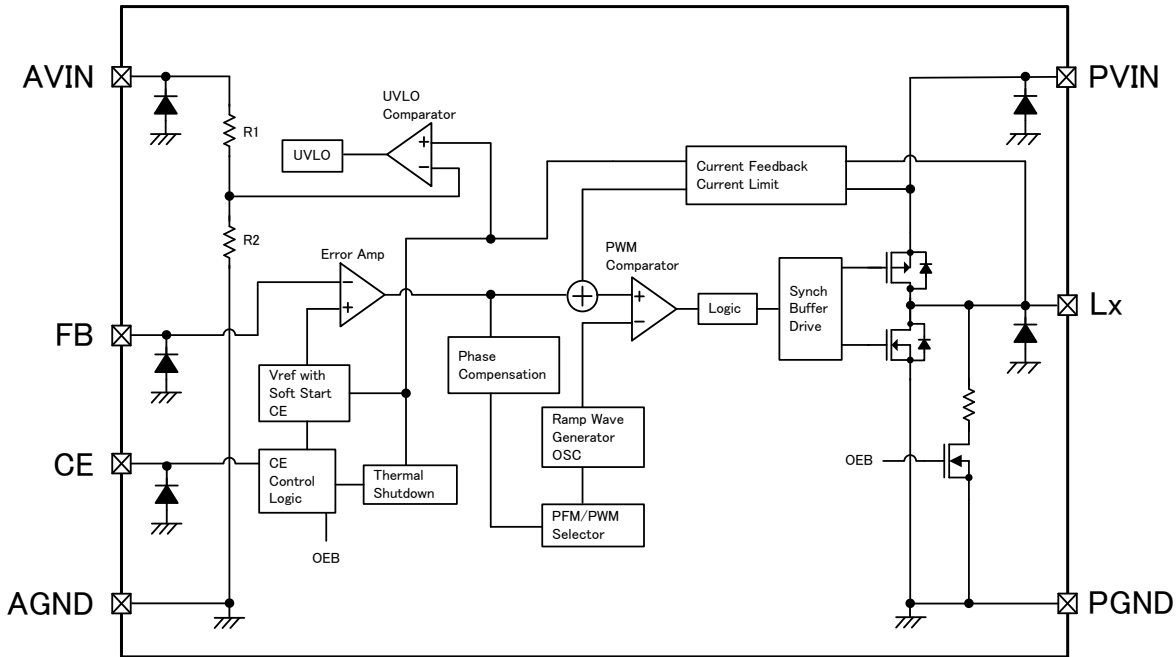 AVIN
PVIN
R1
UVLO
Comparator
+
−
UVLO
Current Feedback
Current Limit
R2
Error Amp
−
+
PWM
Comparator
+
+
−
Logic
Synch
Buffer
Drive
FB
Lx
Vref with
Soft Start
CE
Phase
Compensation
Ramp Wave
Generator
OSC
CE
CE
Control
Logic
Thermal
Shutdown
OEB
PFM/PWM
Selector
OEB
AGND
PGND